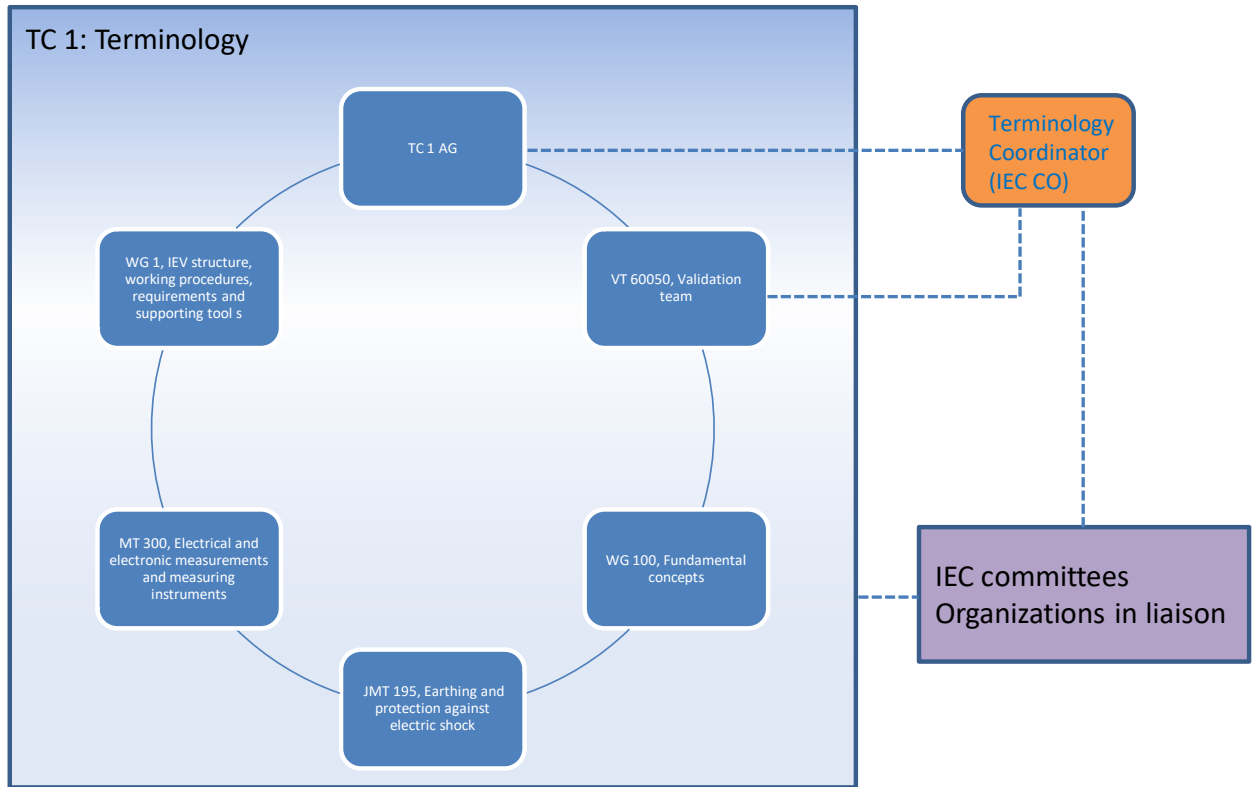 TC 1: Terminology
TC 1 AG
Terminology
Coordinator
(IEC CO)
WG 1, IEV structure,
working procedures,
requirements and
supporting tool s
VT 60050, Validation
team
MT 300, Electrical and
electronic measurements
and measuring
instruments
WG 100, Fundamental
concepts
IEC committees
Organizations in liaison
JMT 195, Earthing and
protection against
electric shock